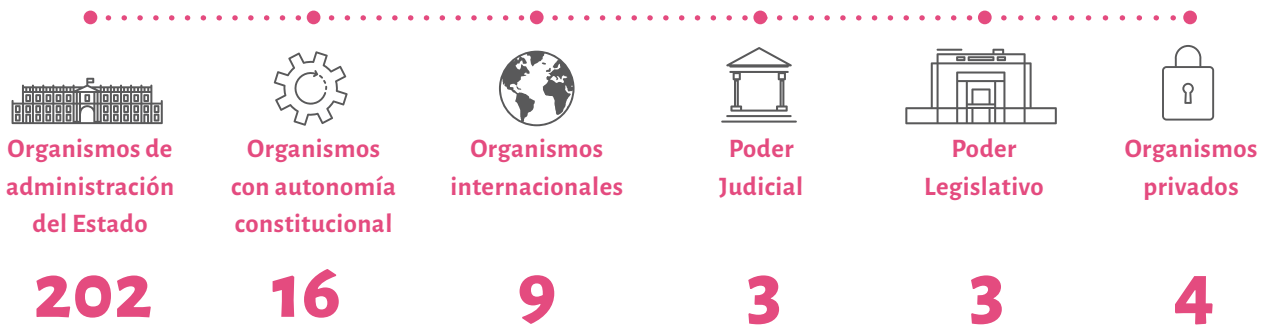 Organismos de
administración
del Estado
202
Organismos
con autonomía
constitucional
16
Organismos
internacionales
9
Poder
Judicial
3
Poder
Legislativo
3
Organismos
privados
4